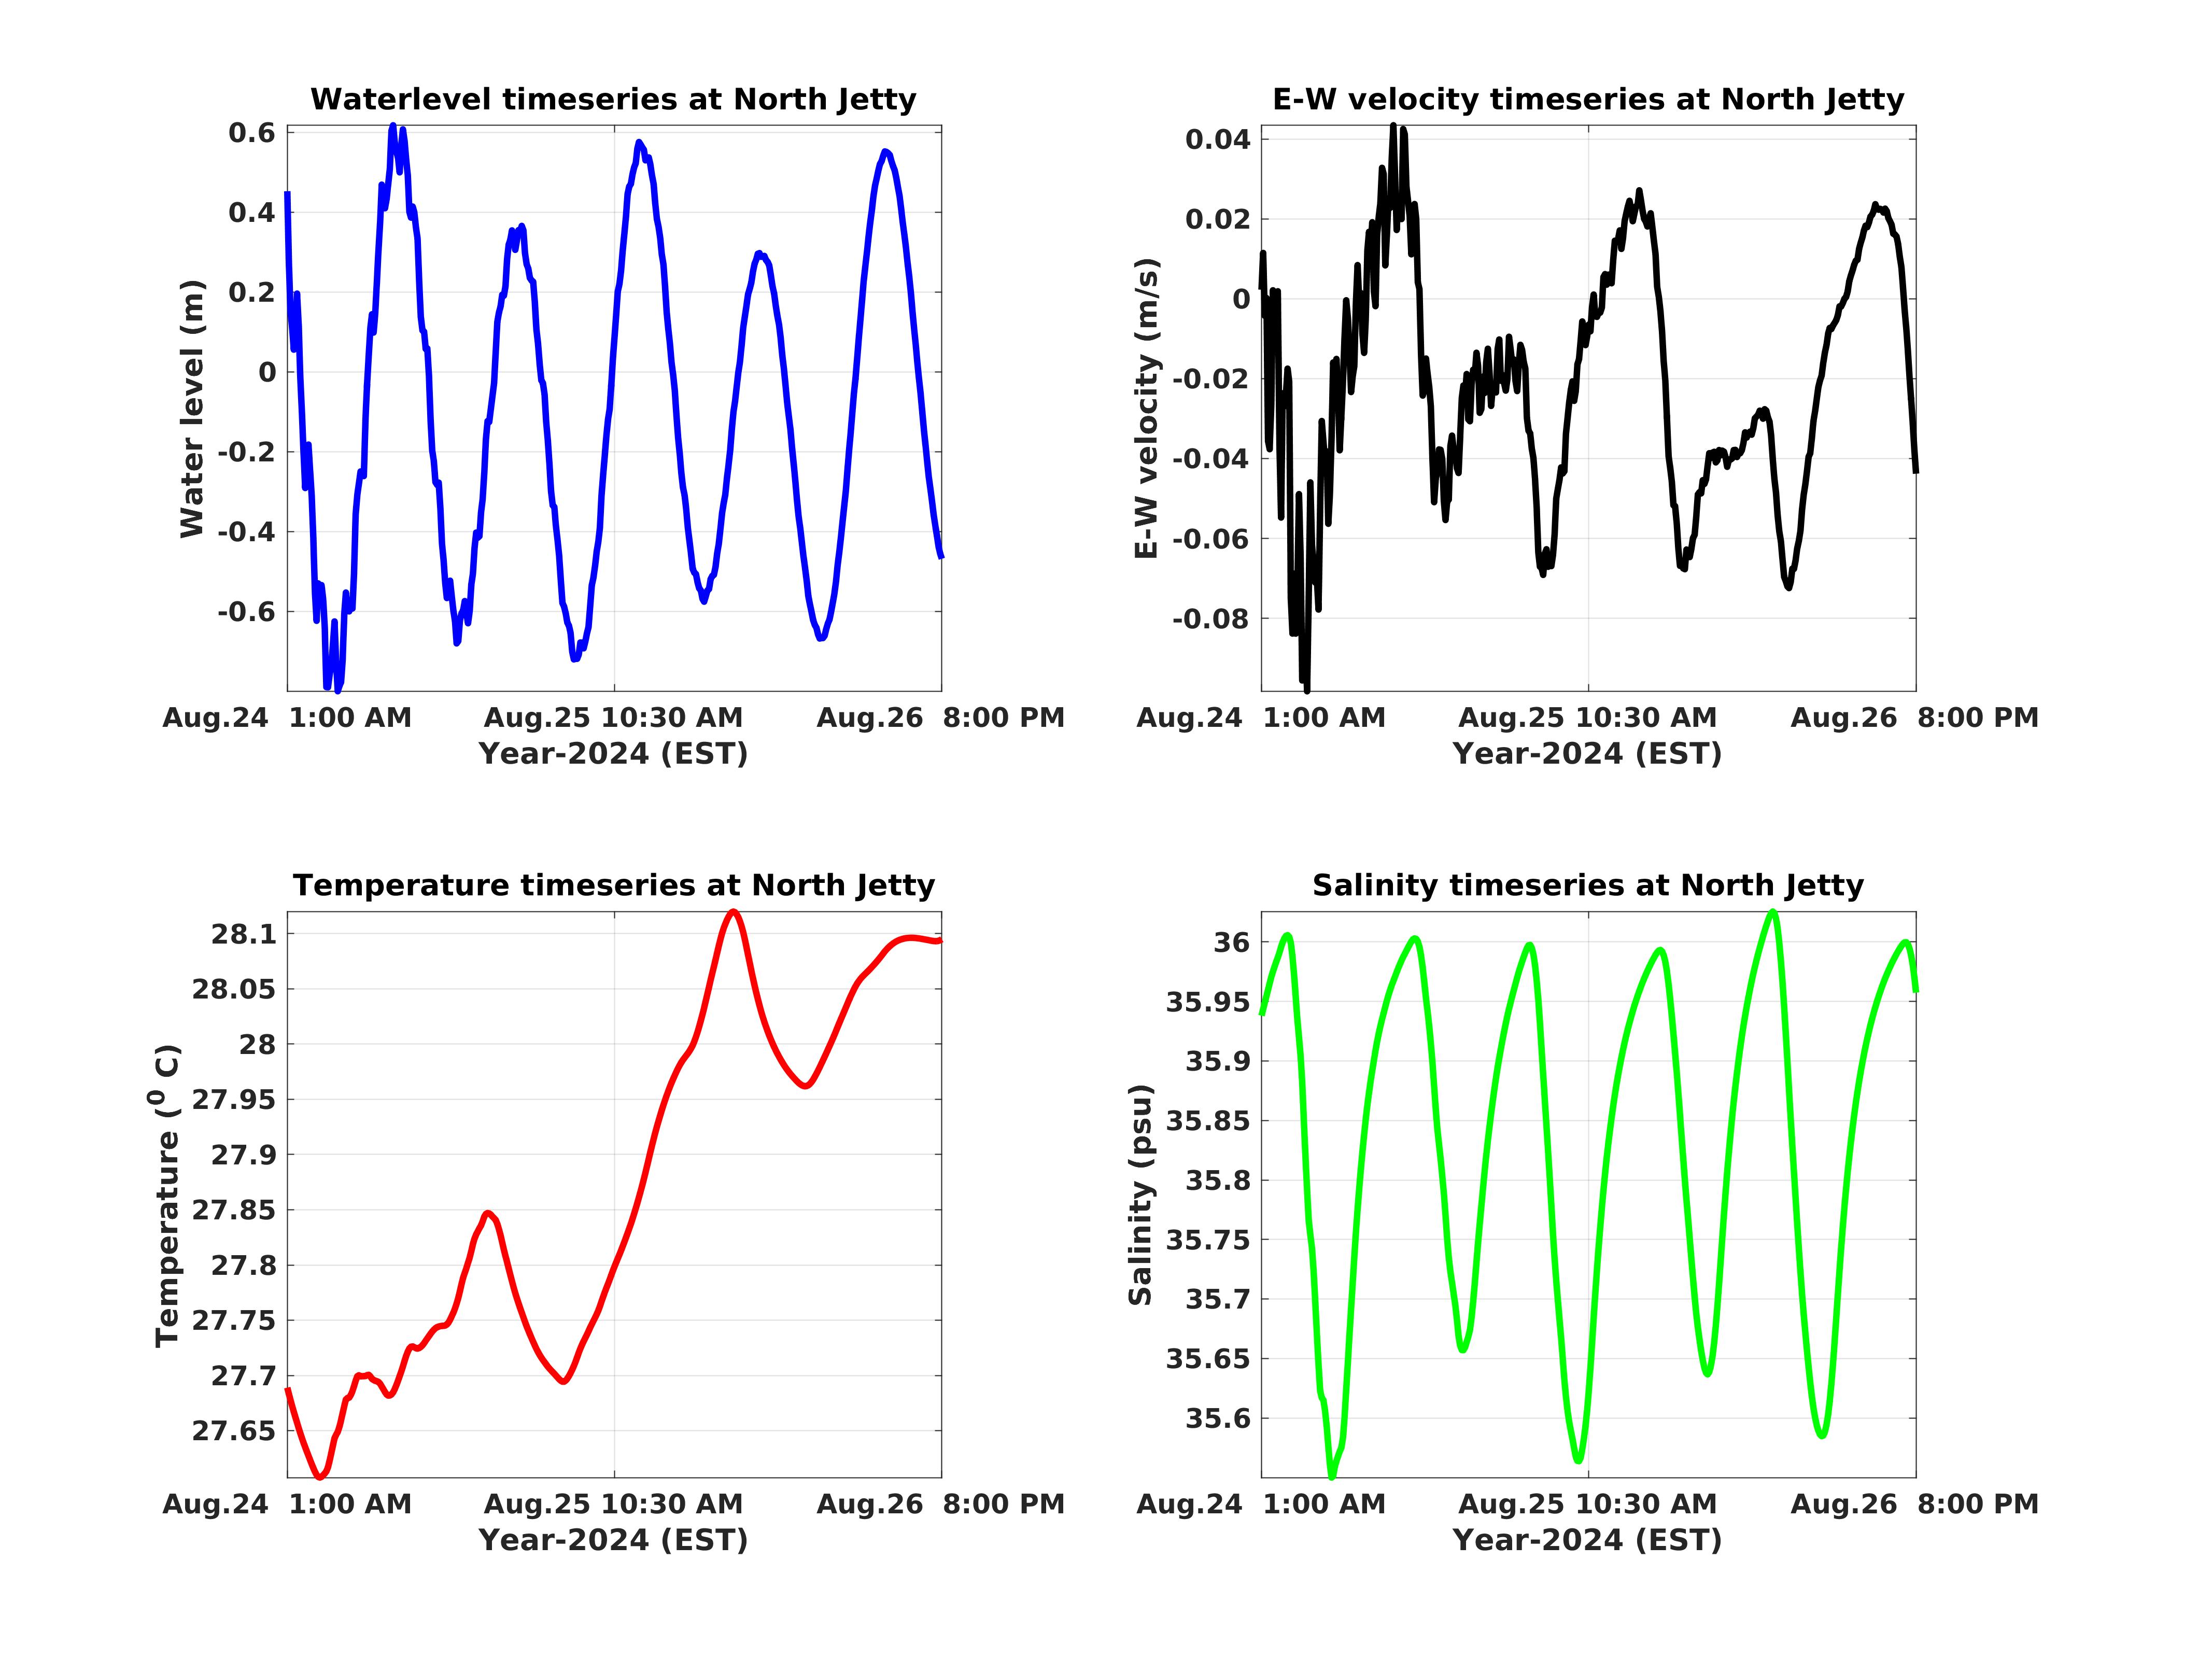 Waterlevel timeseries at North Jetty
0.6
0.4
0.2
0
-0.2
-0.4
-0.6
Water level (m)
Aug.24 1:00 AM
Aug.25 10:30 AM
Aug.26 8:00 PM
Year-2024 (EST)
E-W velocity timeseries at North Jetty
0.04
0.02
0
-0.02
-0.04
-0.06
-0.08
E-W velocity (m/s)
Aug.24 1:00 AM
Aug.25 10:30 AM
Aug.26 8:00 PM
Year-2024 (EST)
Temperature timeseries at North Jetty
28.1
28.05
28
27.95
27.9
27.85
27.8
27.75
27.7
27.65
Temperature (⁰ C)
Aug.24 1:00 AM
Aug.25 10:30 AM
Aug.26 8:00 PM
Year-2024 (EST)
Salinity timeseries at North Jetty
36
35.95
35.9
35.85
35.8
35.75
35.7
35.65
35.6
Salinity (psu)
Aug.24 1:00 AM
Aug.25 10:30 AM
Aug.26 8:00 PM
Year-2024 (EST)